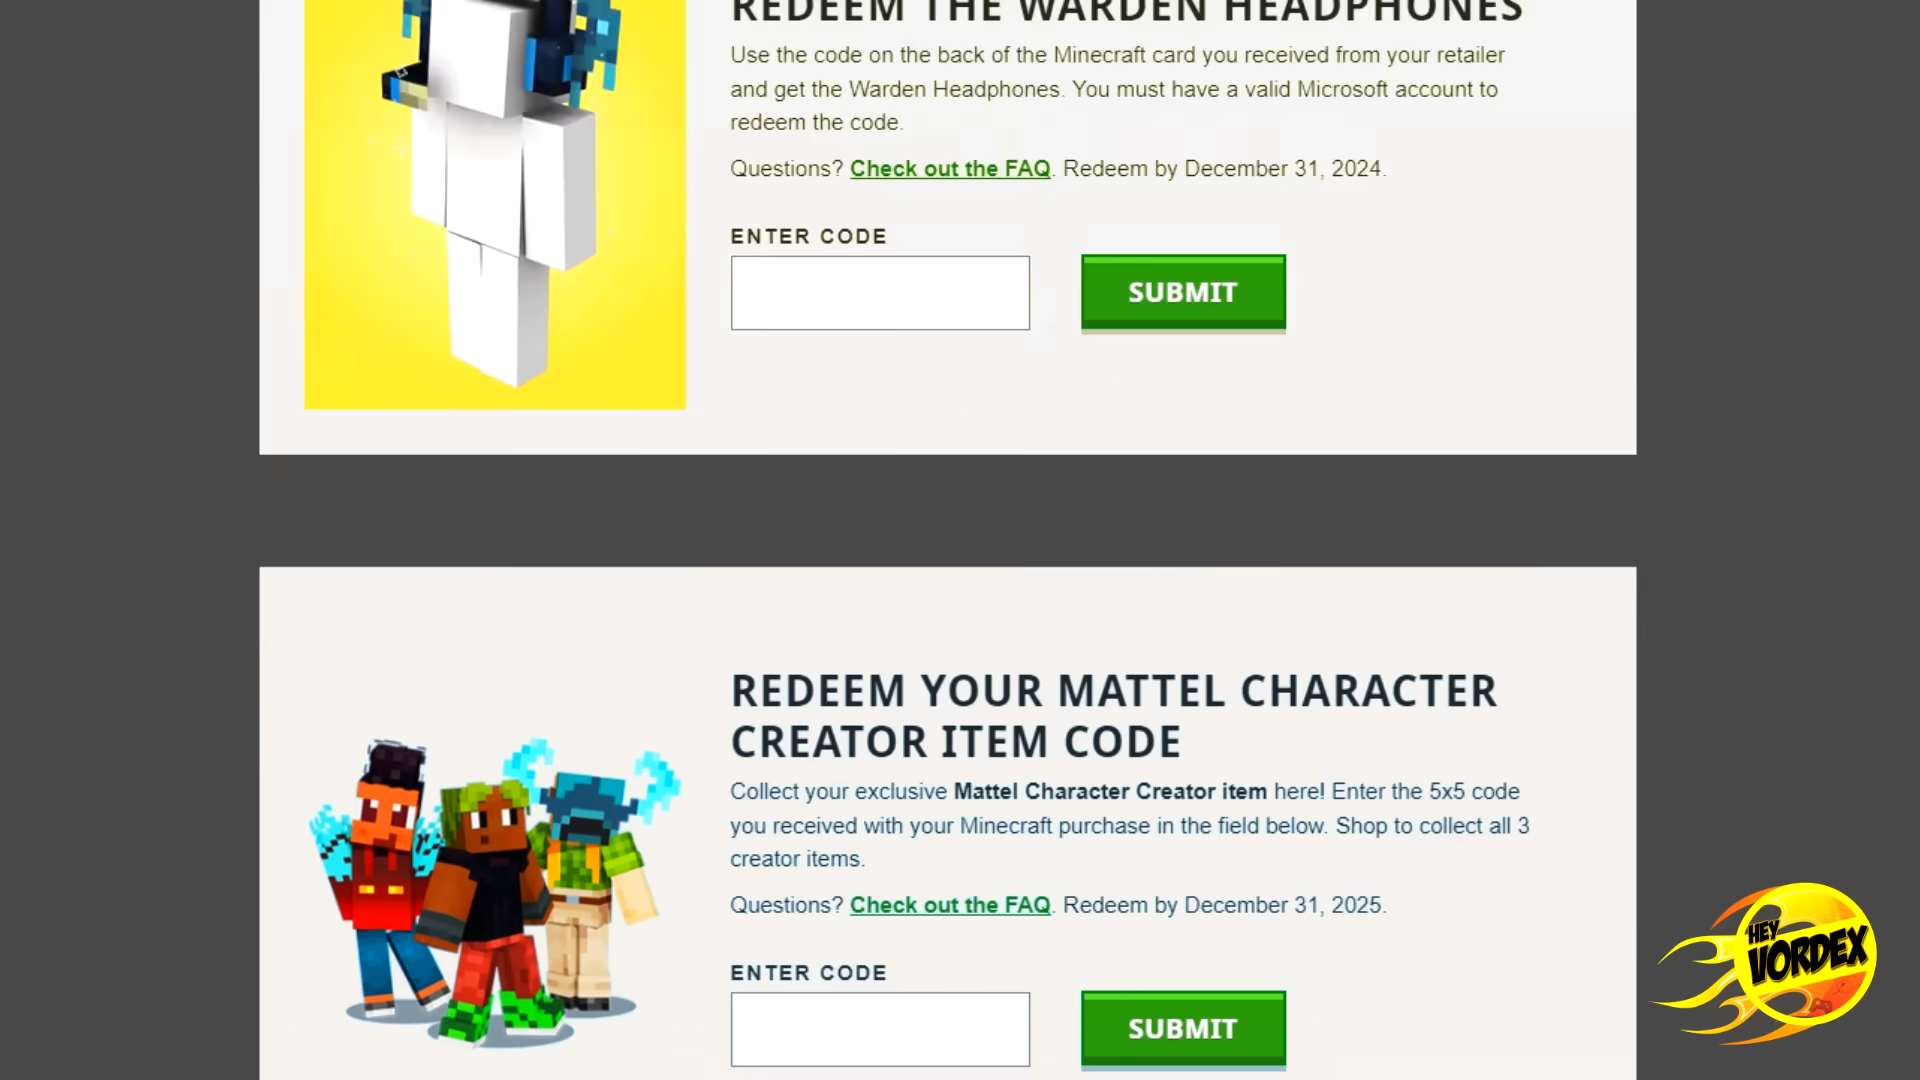 REDEEM THE WARDEN HEADPHONES
Use the code on the back of the Minecraft card you received from your retailer
and get the Warden Headphones. You must have a valid Microsoft account to
redeem the code.
Questions? Check out the FAQ. Redeem by December 31, 2024.
ENTER CODE
SUBMIT
REDEEM YOUR MATTEL CHARACTER
CREATOR ITEM CODE
Collect your exclusive Mattel Character Creator item here! Enter the 5x5 code
you received with your Minecraft purchase in the field below. Shop to collect all 3
creator items.
Questions? Check out the FAQ. Redeem by December 31, 2025.
ENTER CODE
SUBMIT
HEY
VORDEX